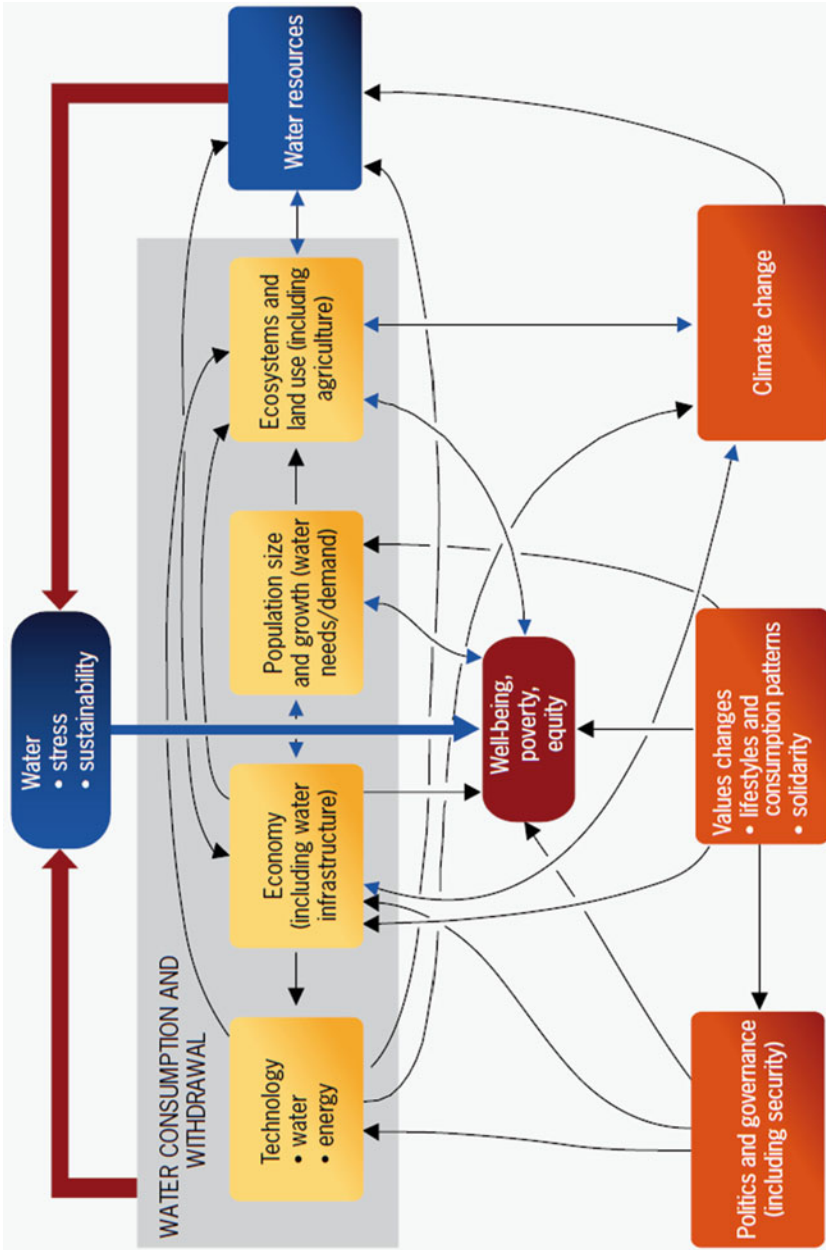 Water
• stress
• sustainability
WATER CONSUMPTION AND
WITHDRAWAL
Technology
• water
• energy
Economy
(including water
infrastructure)
Population size
and growth (water
needs/demand)
Ecosystems and
land use (including
agriculture)
Water resources
Well-being,
poverty,
equity
Politics and governance
(including security)
Values changes
• lifestyles and
consumption patterns
• solidarity
Climate change